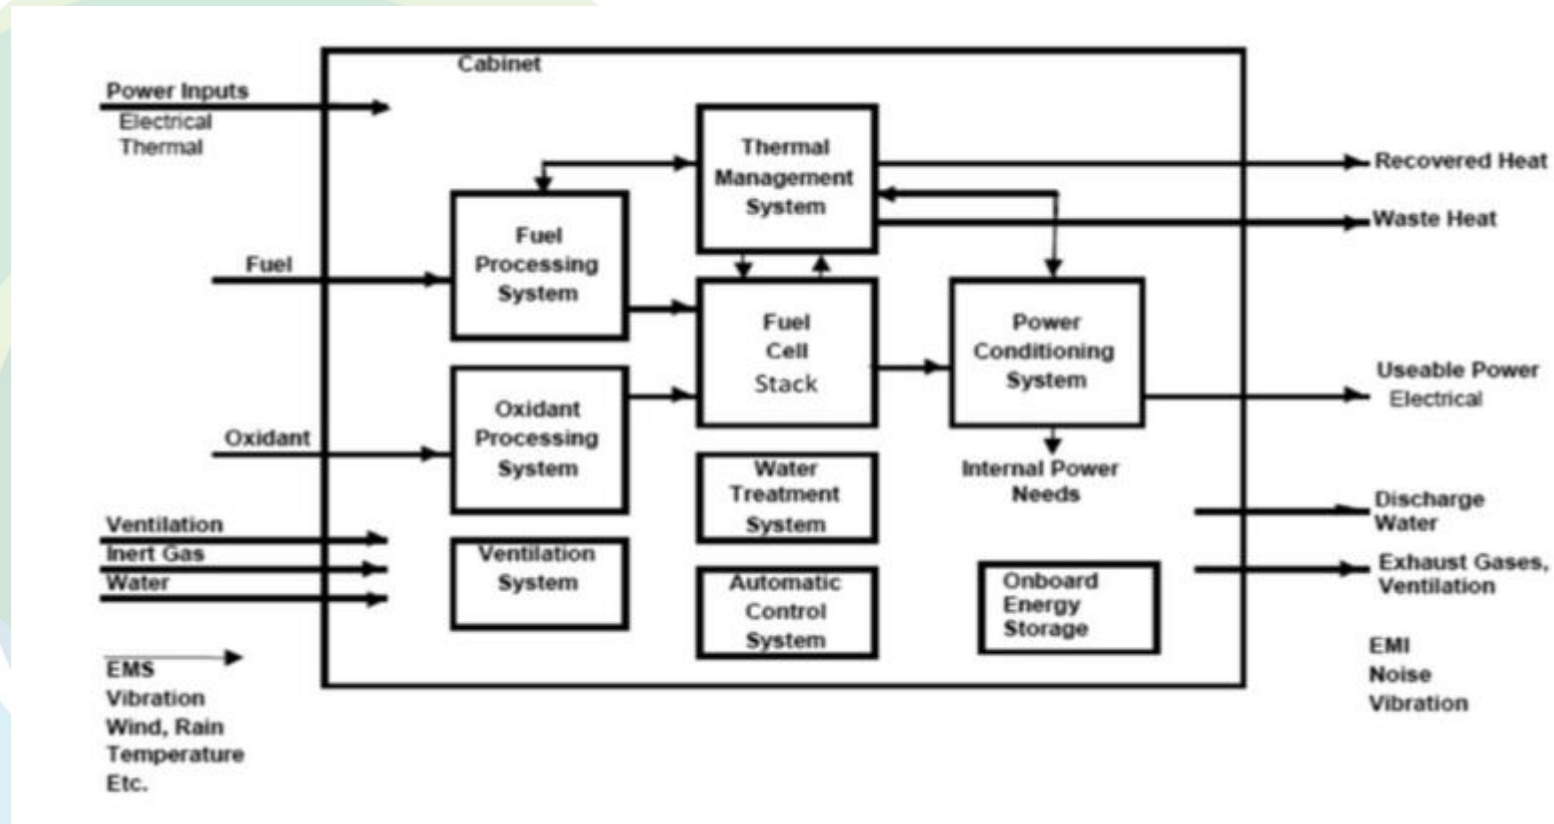 Cabinet
Power Inputs
Electrical
Thermal
Thermal
Management
System
Recovered Heat
Waste Heat
Fuel
Fuel
Processing
System
Fuel
Cell
Stack
Power
Conditioning
System
Useable Power
Electrical
Oxidant
Oxidant
Processing
System
Water
Treatment
System
Internal Power
Needs
Discharge
Water
Ventilation
Inert Gas
Water
Ventilation
System
Automatic
Control
System
Onboard
Energy
Storage
Exhaust Gases,
Ventilation
EMS
Vibration
Wind, Rain
Temperature
Etc.
EMI
Noise
Vibration